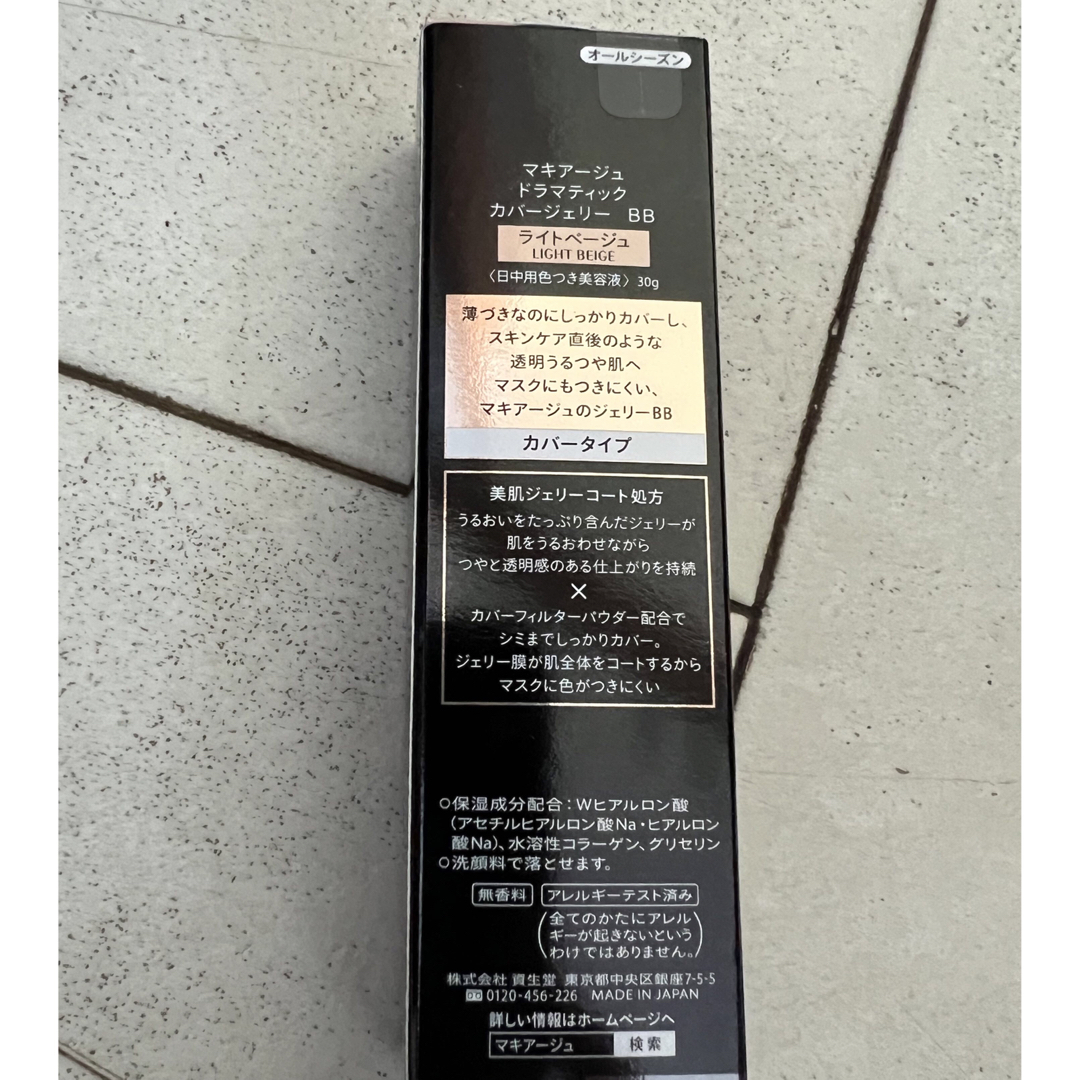 オールシーズン
マキアージュ
ドラマティック
カバージェリー BB
ライトベージュ
LIGHT BEIGE
〈日中用色つき美容液〉30g
薄づきなのにしっかりカバーし、
スキンケア直後のような
透明うるつや肌へ
マスクにもつきにくい、
マキアージュのジェリーBB
カバータイプ
美肌ジェリーコート処方
うるおいをたっぷり含んだジェリーが
肌をうるおわせながら
つやと透明感のある仕上がりを持続
×
カバーフィルターパウダー配合で
シミまでしっかりカバー。
ジェリー膜が肌全体をコートするから
マスクに色がつきにくい
○保湿成分配合：Wヒアルロン酸
（アセチルヒアルロン酸Na・ヒアルロン
酸Na）、水溶性コラーゲン、グリセリン
○洗顔料で落とせます。
無香料 アレルギーテスト済み
（全てのかたにアレル
ギーが起きないという
わけではありません。）
株式会社 資生堂 東京都中央区銀座7-5-5
0120-456-226 MADE IN JAPAN
詳しい情報はホームページへ
マキアージュ 検索